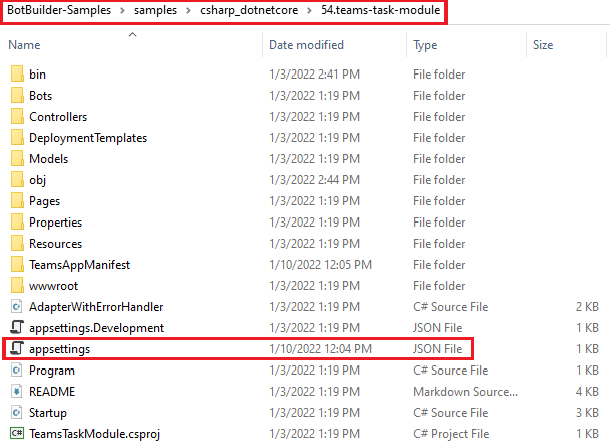 BotBuilder-Samples > samples > csharp_dotnetcore > 54.teams-task-module
Name Date modified Type Size
bin 1/3/2022 2:41 PM File folder
Bots 1/3/2022 1:19 PM File folder
Controllers 1/3/2022 1:19 PM File folder
DeploymentTemplates 1/3/2022 1:19 PM File folder
Models 1/3/2022 1:19 PM File folder
obj 1/3/2022 2:44 PM File folder
Pages 1/3/2022 1:19 PM File folder
Properties 1/3/2022 1:19 PM File folder
Resources 1/3/2022 1:19 PM File folder
TeamsAppManifest 1/10/2022 12:05 PM File folder
wwwroot 1/3/2022 1:19 PM File folder
AdapterWithErrorHandler 1/3/2022 1:19 PM C# Source File 2 KB
appsettings.Development 1/3/2022 1:19 PM JSON File 1 KB
appsettings 1/10/2022 12:04 PM JSON File 1 KB
Program 1/3/2022 1:19 PM C# Source File 1 KB
README 1/3/2022 1:19 PM Markdown Source... 4 KB
Startup 1/3/2022 1:19 PM C# Source File 3 KB
C# TeamsTaskModule.csproj 1/3/2022 1:19 PM C# Project File 1 KB